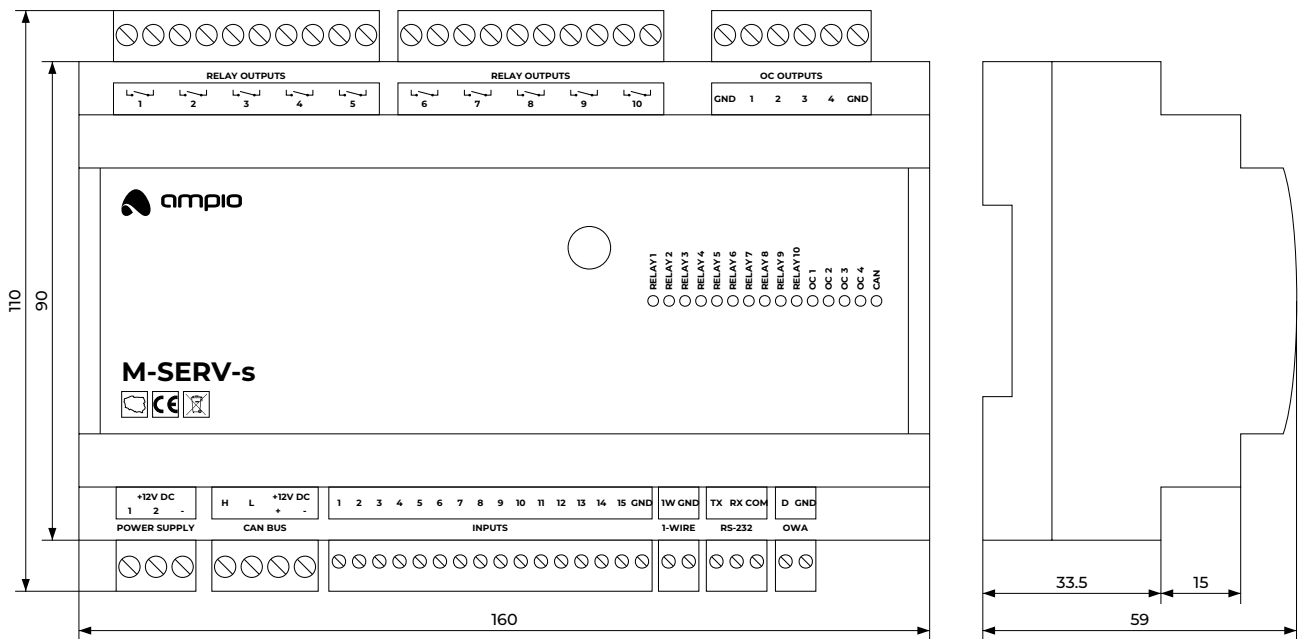 RELAY OUTPUTS RELAY OUTPUTS OC OUTPUTS
1 2 3 4 5 6 7 8 9 10 GND 1 2 3 4 GND
110
90
ampio
RELAY 1
RELAY 2
RELAY 3
RELAY 4
RELAY 5
RELAY 6
RELAY 7
RELAY 8
RELAY 9
RELAY 10
OC 1
OC 2
OC 3
OC 4
CAN
M-SERV-s
CE
+12V DC
1 2 -
POWER SUPPLY
H L +12V DC
+ -
CAN BUS
1 2 3 4 5 6 7 8 9 10 11 12 13 14 15 GND
INPUTS
1W GND
1-WIRE
TX RX COM
RS-232
D GND
OWA
33.5 15
160 59